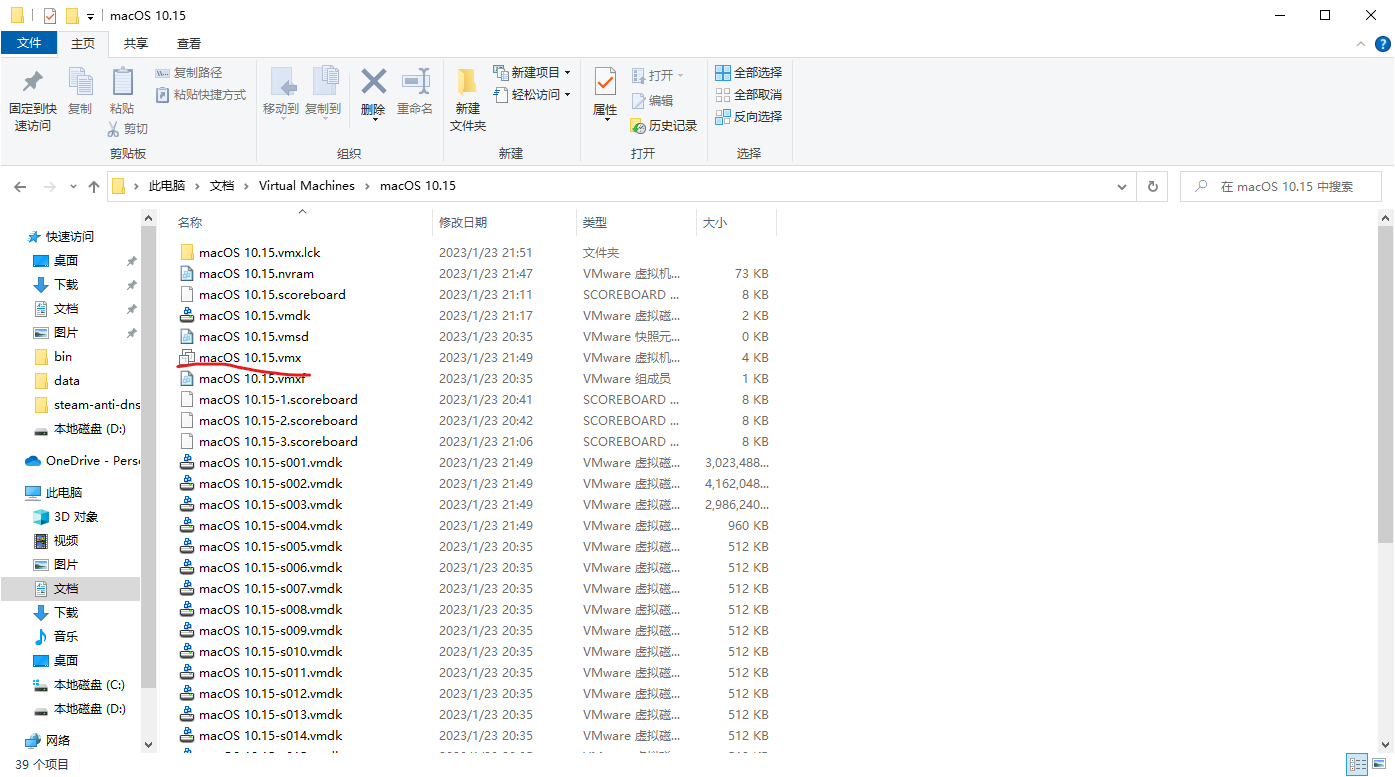 macOS 10.15
文件 主页 共享 查看
固定到快速访问
复制
粘贴
复制路径
粘贴快捷方式
剪切
剪贴板
移动到
复制到
删除
重命名
组织
新建文件夹
新建项目
轻松访问
新建
属性
打开
编辑
历史记录
打开
全部选择
全部取消
反向选择
选择
此电脑 文档 Virtual Machines macOS 10.15
在 macOS 10.15 中搜索
快速访问
桌面
下载
文档
图片
bin
data
steam-anti-dns
本地磁盘 (D:)
OneDrive - Perso
此电脑
3D 对象
视频
图片
文档
下载
音乐
桌面
本地磁盘 (C:)
本地磁盘 (D:)
网络
名称 修改日期 类型 大小
macOS 10.15.vmx.lck 2023/1/23 21:51 文件夹
macOS 10.15.nvram 2023/1/23 21:47 VMware 虚拟机... 73 KB
macOS 10.15.scoreboard 2023/1/23 21:11 SCOREBOARD ... 8 KB
macOS 10.15.vmdk 2023/1/23 21:17 VMware 虚拟磁... 2 KB
macOS 10.15.vmsd 2023/1/23 20:35 VMware 快照元... 0 KB
macOS 10.15.vmx 2023/1/23 21:49 VMware 虚拟机... 4 KB
macOS 10.15.vmxf 2023/1/23 20:35 VMware 组成员 1 KB
macOS 10.15-1.scoreboard 2023/1/23 20:41 SCOREBOARD ... 8 KB
macOS 10.15-2.scoreboard 2023/1/23 20:42 SCOREBOARD ... 8 KB
macOS 10.15-3.scoreboard 2023/1/23 21:06 SCOREBOARD ... 8 KB
macOS 10.15-s001.vmdk 2023/1/23 21:49 VMware 虚拟磁... 3,023,488...
macOS 10.15-s002.vmdk 2023/1/23 21:49 VMware 虚拟磁... 4,162,048...
macOS 10.15-s003.vmdk 2023/1/23 21:49 VMware 虚拟磁... 2,986,240...
macOS 10.15-s004.vmdk 2023/1/23 21:49 VMware 虚拟磁... 960 KB
macOS 10.15-s005.vmdk 2023/1/23 20:35 VMware 虚拟磁... 512 KB
macOS 10.15-s006.vmdk 2023/1/23 20:35 VMware 虚拟磁... 512 KB
macOS 10.15-s007.vmdk 2023/1/23 20:35 VMware 虚拟磁... 512 KB
macOS 10.15-s008.vmdk 2023/1/23 20:35 VMware 虚拟磁... 512 KB
macOS 10.15-s009.vmdk 2023/1/23 20:35 VMware 虚拟磁... 512 KB
macOS 10.15-s010.vmdk 2023/1/23 20:35 VMware 虚拟磁... 512 KB
macOS 10.15-s011.vmdk 2023/1/23 20:35 VMware 虚拟磁... 512 KB
macOS 10.15-s012.vmdk 2023/1/23 20:35 VMware 虚拟磁... 512 KB
macOS 10.15-s013.vmdk 2023/1/23 20:35 VMware 虚拟磁... 512 KB
macOS 10.15-s014.vmdk 2023/1/23 20:35 VMware 虚拟磁... 512 KB
39 个项目